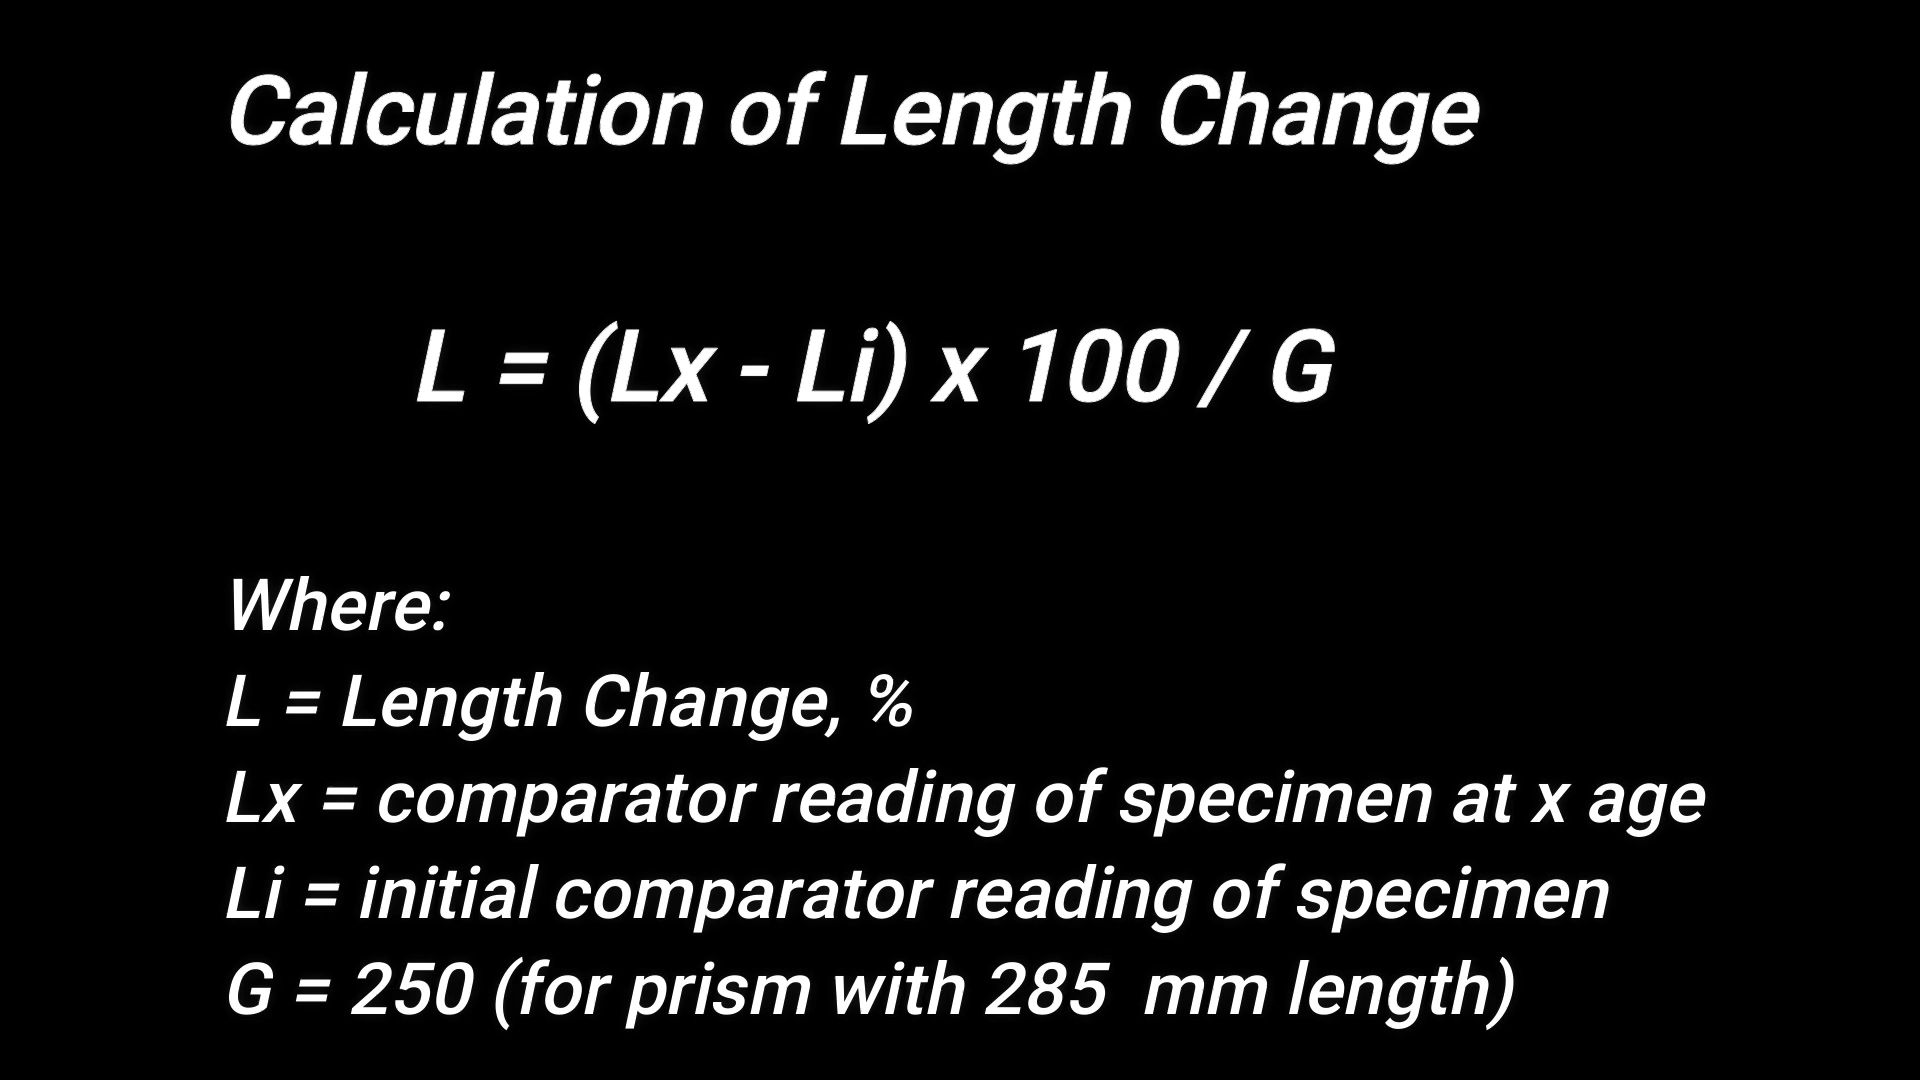 Calculation of Length Change
L = (Lx - Li) x 100 / G
Where:
L = Length Change, %
Lx = comparator reading of specimen at x age
Li = initial comparator reading of specimen
G = 250 (for prism with 285  mm length)